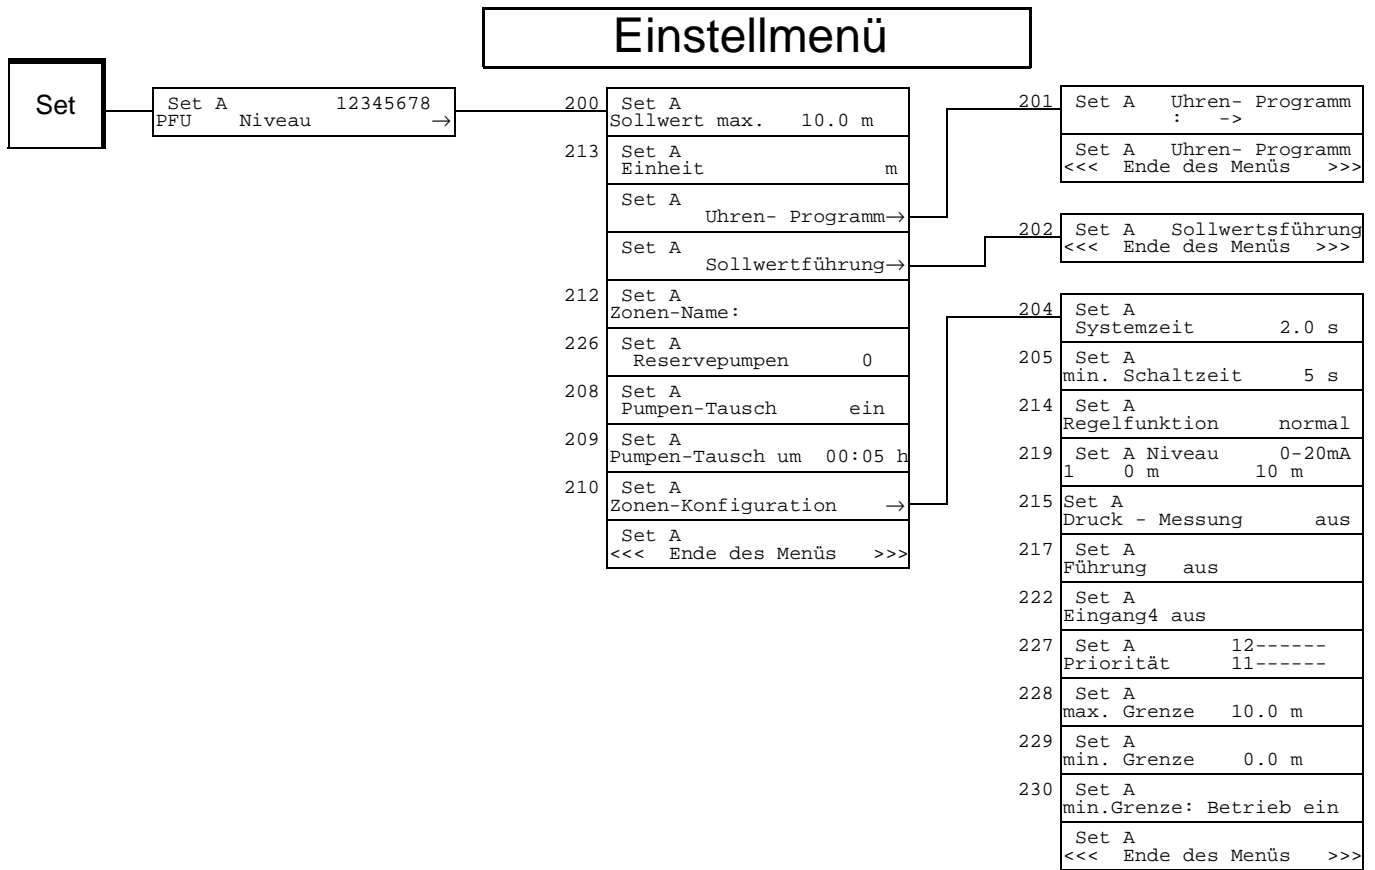 Einstellmenü
Set
Set A 12345678
PFU Niveau →
200 Set A
Sollwert max. 10.0 m
213 Set A
Einheit m
Set A
Uhren- Programm→
Set A
Sollwertführung→
212 Set A
Zonen-Name:
226 Set A
Reservepumpen 0
208 Set A
Pumpen-Tausch ein
209 Set A
Pumpen-Tausch um 00:05 h
210 Set A
Zonen-Konfiguration →
Set A
<<< Ende des Menüs >>>
201 Set A Uhren- Programm
: ->
Set A Uhren- Programm
<<< Ende des Menüs >>>
202 Set A Sollwertsführung
<<< Ende des Menüs >>>
204 Set A
Systemzeit 2.0 s
205 Set A
min. Schaltzeit 5 s
214 Set A
Regelfunktion normal
219 Set A Niveau 0-20mA
1 0 m 10 m
215 Set A
Druck - Messung aus
217 Set A
Führung aus
222 Set A
Eingang4 aus
227 Set A 12------
Priorität 11------
228 Set A
max. Grenze 10.0 m
229 Set A
min. Grenze 0.0 m
230 Set A
min.Grenze: Betrieb ein
Set A
<<< Ende des Menüs >>>